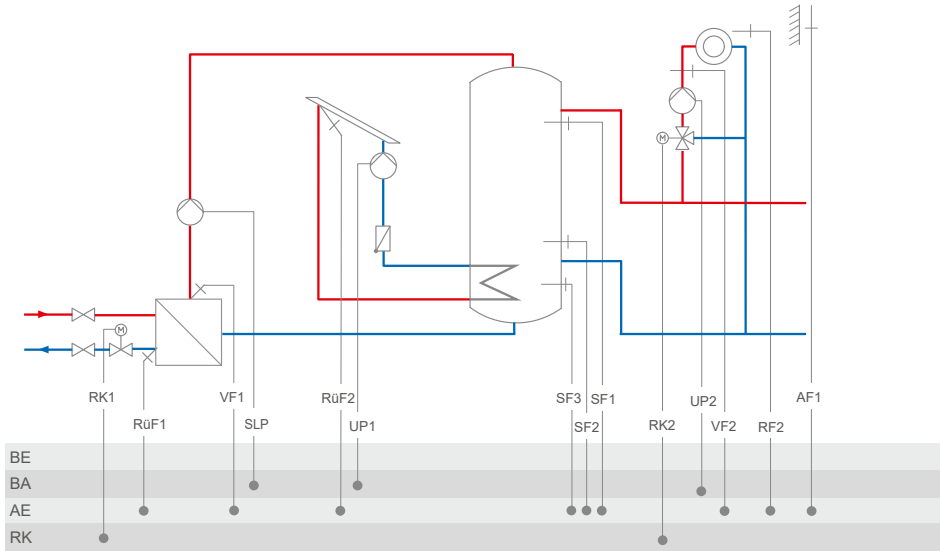 M
M
M
RK1
VF1
RüF2
SF3
SF1
UP2
AF1
RüF1
SLP
UP1
SF2
RK2
VF2
RF2
BE
BA
AE
RK